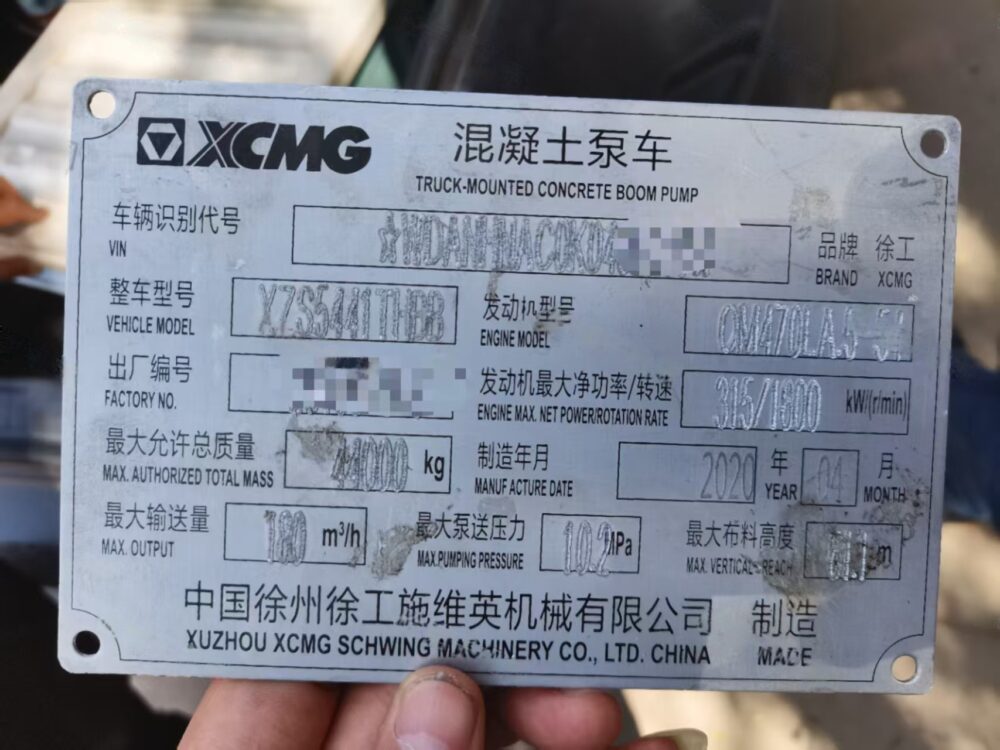 XCMG 混凝土泵车
TRUCK-MOUNTED CONCRETE BOOM PUMP
车辆识别代号 品牌 徐工
VIN BRAND XCMG
整车型号 XZS5441THBB 发动机型号
VEHICLE MODEL ENGINE MODEL
出厂编号 发动机最大净功率/转速 315/1800 kW/(r/min)
FACTORY NO. ENGINE MAX. NET POWER/ROTATION RATE
最大允许总质量 44000 kg 制造年月 2020 年 04 月
MAX. AUTHORIZED TOTAL MASS MANUFACTURE DATE YEAR MONTH
最大输送量 180 m³/h 最大泵送压力 10.2 MPa 最大布料高度 m
MAX. OUTPUT MAX.PUMPING PRESSURE MAX. VERTICAL REACH
中国徐州徐工施维英机械有限公司 制造
XUZHOU XCMG SCHWING MACHINERY CO., LTD. CHINA MADE